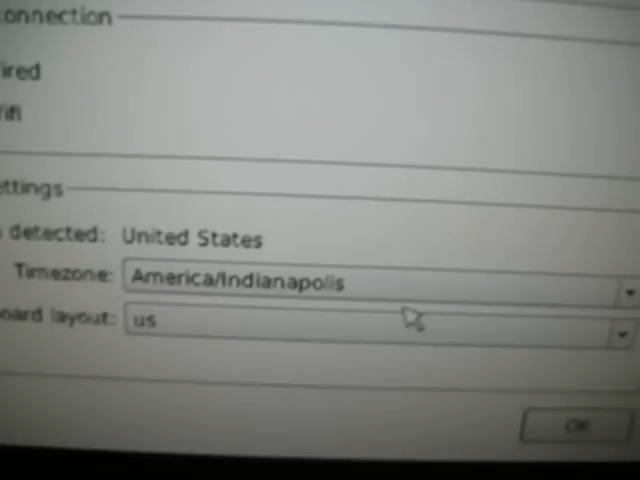 onnection
ired
ifi
ettings
detected: United States
Timezone: America/Indianapolis
oard layout: us
OK